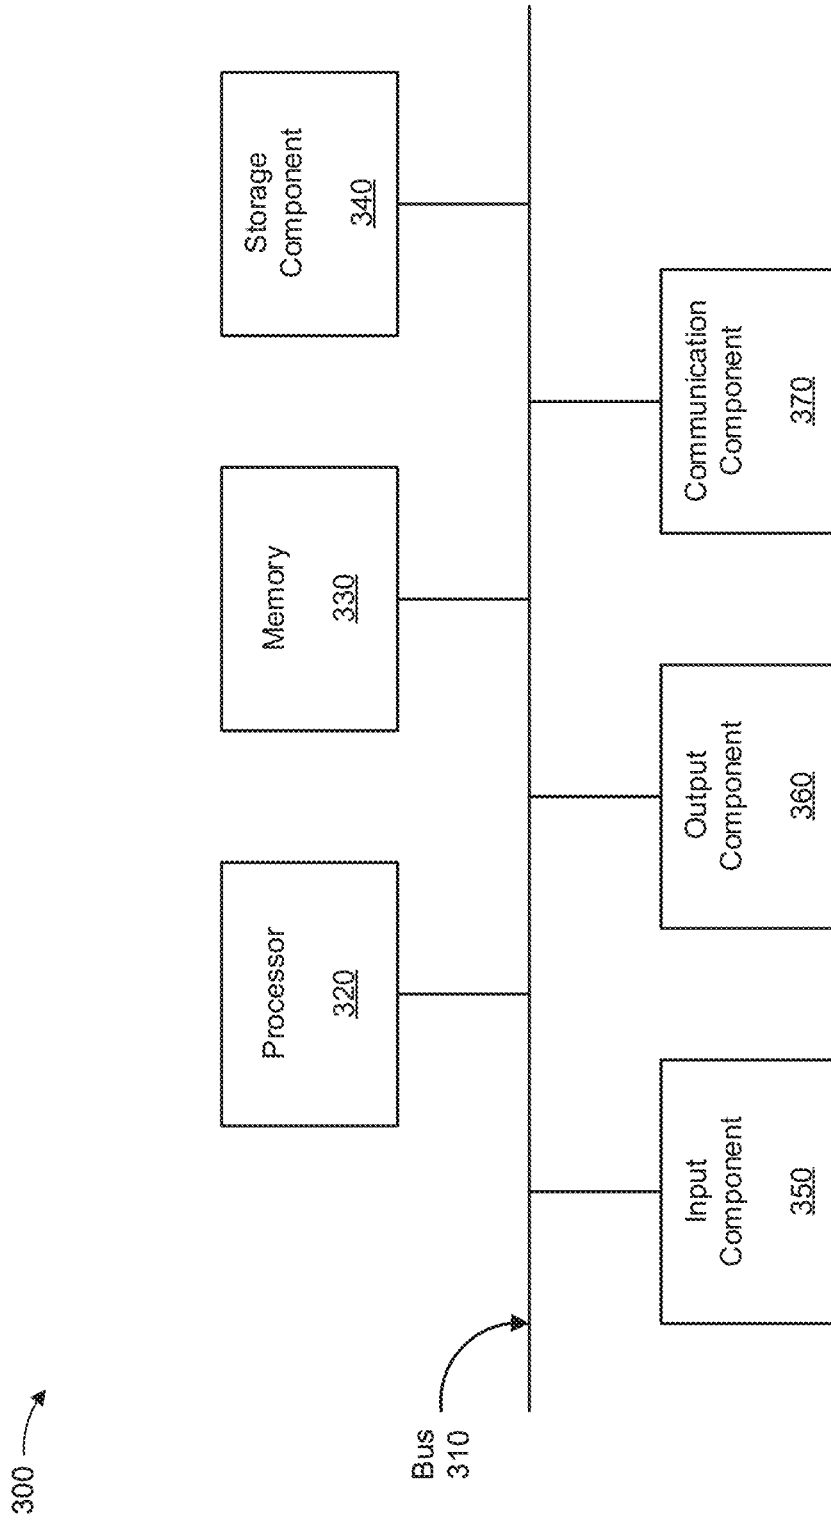 300
Bus
310
Processor
320
Memory
330
Storage
Component
340
Input
Component
350
Output
Component
360
Communication
Component
370